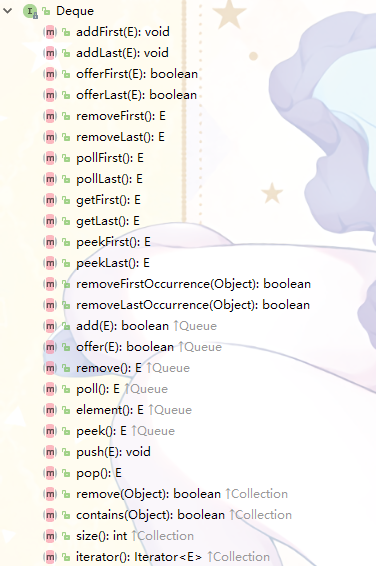 Deque
addFirst(E): void
addLast(E): void
offerFirst(E): boolean
offerLast(E): boolean
removeFirst(): E
removeLast(): E
pollFirst(): E
pollLast(): E
getFirst(): E
getLast(): E
peekFirst(): E
peekLast(): E
removeFirstOccurrence(Object): boolean
removeLastOccurrence(Object): boolean
add(E): boolean ↑Queue
offer(E): boolean ↑Queue
remove(): E ↑Queue
poll(): E ↑Queue
element(): E ↑Queue
peek(): E ↑Queue
push(E): void
pop(): E
remove(Object): boolean ↑Collection
contains(Object): boolean ↑Collection
size(): int ↑Collection
iterator(): Iterator<E> ↑Collection